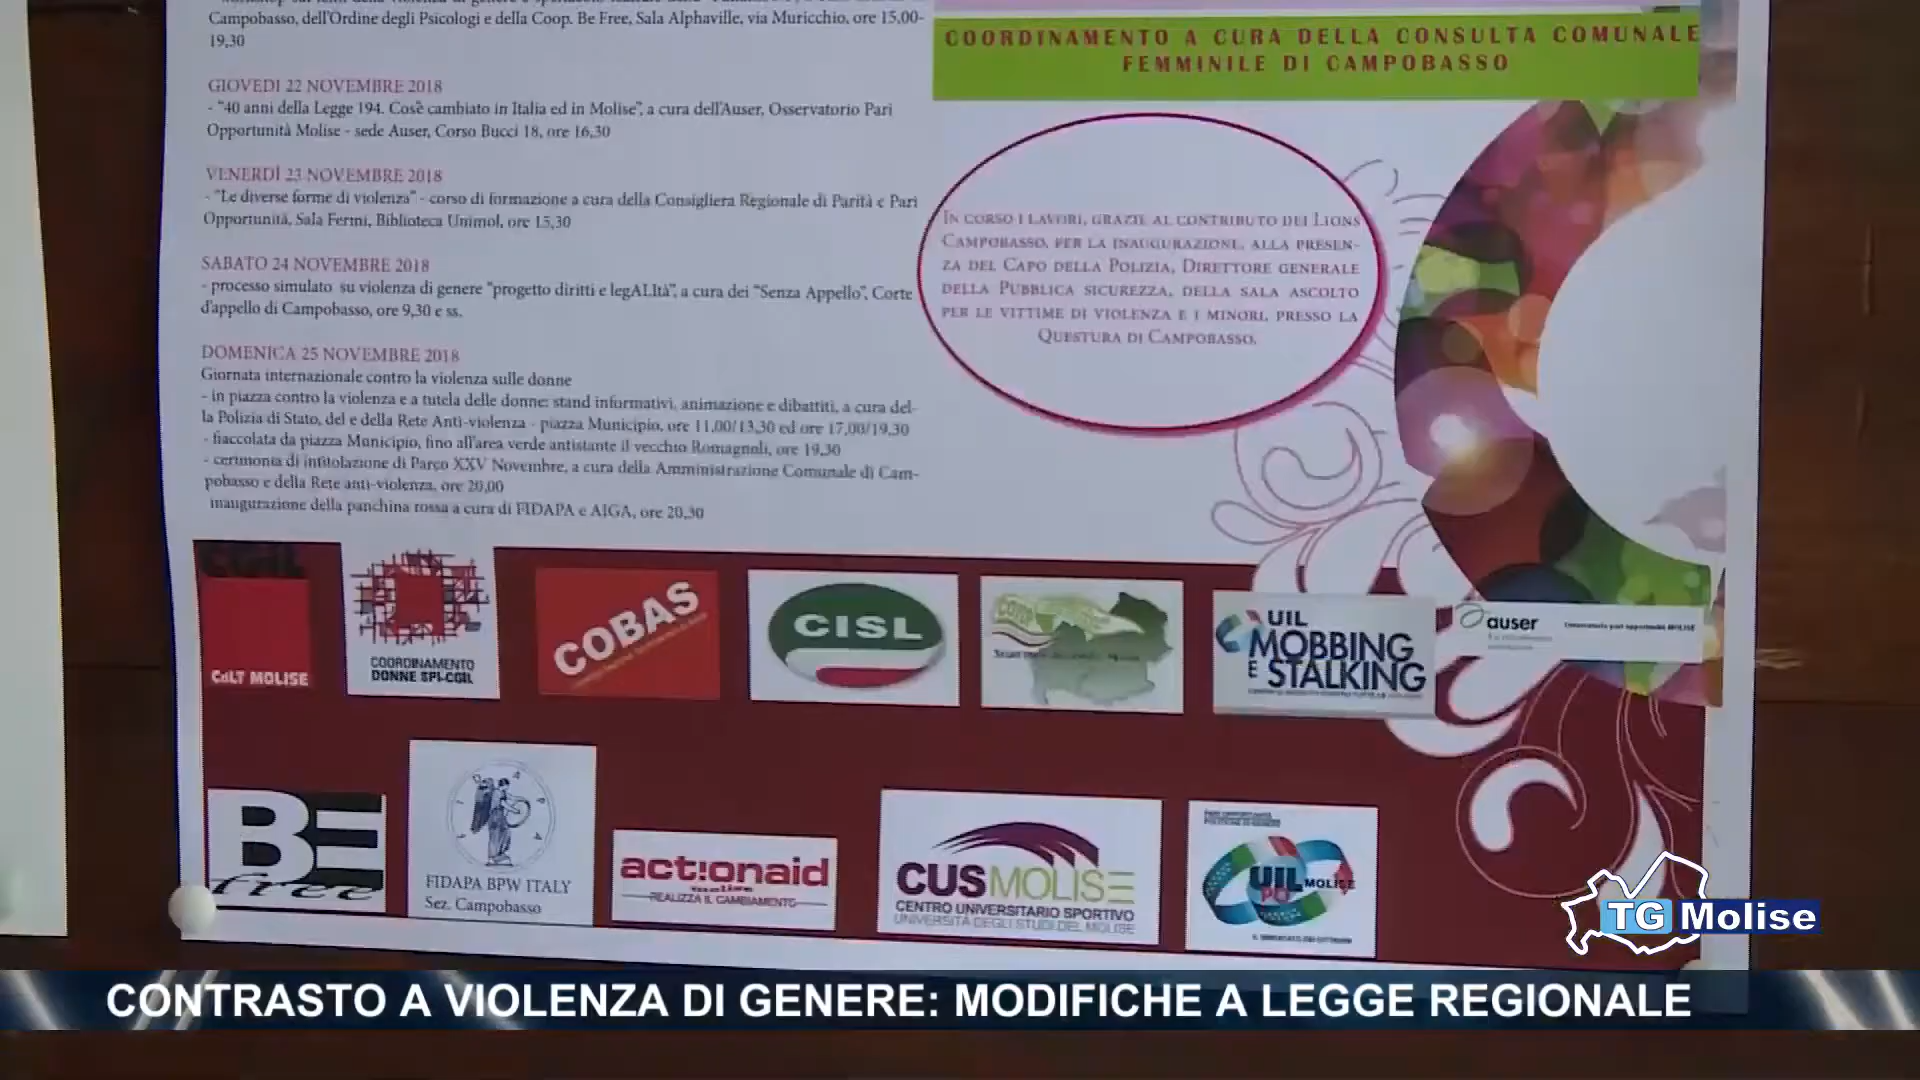 Campobasso, dell'Ordine degli Psicologi e della Coop. Be Free, Sala Alphaville, via Muricchio, ore 15,00-
19,30
GIOVEDI 22 NOVEMBRE 2018
- "40 anni della Legge 194. Cos'è cambiato in Italia ed in Molise", a cura dell'Auser, Osservatorio Pari
Opportunità Molise - sede Auser, Corso Bucci 18, ore 16,30
VENERDÌ 23 NOVEMBRE 2018
- "Le diverse forme di violenza" - corso di formazione a cura della Consigliera Regionale di Parità e Pari
Opportunità, Sala Fermi, Biblioteca Unimol, ore 15,30
SABATO 24 NOVEMBRE 2018
- processo simulato su violenza di genere "progetto diritti e legALItà", a cura dei "Senza Appello", Corte
d'appello di Campobasso, ore 9,30 e ss.
DOMENICA 25 NOVEMBRE 2018
Giornata internazionale contro la violenza sulle donne
- in piazza contro la violenza e a tutela delle donne: stand informativi, animazione e dibattiti, a cura del-
la Polizia di Stato, del e della Rete Anti-violenza - piazza Municipio, ore 11,00/13,30 ed ore 17,00/19,30
- fiaccolata da piazza Municipio, fino all'area verde antistante il vecchio Romagnoli, ore 19,30
- cerimonia di intitolazione di Parco XXV Novembre, a cura della Amministrazione Comunale di Cam-
pobasso e della Rete anti-violenza, ore 20,00
inaugurazione della panchina rossa a cura di FIDAPA e AIGA, ore 20,30
COORDINAMENTO A CURA DELLA CONSULTA COMUNALE
FEMMINILE DI CAMPOBASSO
IN CORSO I LAVORI, GRAZIE AL CONTRIBUTO DEI LIONS
CAMPOBASSO, PER LA INAUGURAZIONE, ALLA PRESEN-
ZA DEL CAPO DELLA POLIZIA, DIRETTORE GENERALE
DELLA PUBBLICA SICUREZZA, DELLA SALA ASCOLTO
PER LE VITTIME DI VIOLENZA E I MINORI, PRESSO LA
QUESTURA DI CAMPOBASSO.
CGIL
CdLT MOLISE
COORDINAMENTO
DONNE SPI-CGIL
COBAS
CISL
UIL
MOBBING
E STALKING
auser
Osservatorio pari opportunità MOLISE
BE
free
FIDAPA BPW ITALY
Sez. Campobasso
act!onaid
molise
REALIZZA IL CAMBIAMENTO
CUSMOLISE
CENTRO UNIVERSITARIO SPORTIVO
UNIVERSITÀ DEGLI STUDI DEL MOLISE
UIL MOLISE
PO
IL SINDACATO DEI CITTADINI
TG Molise
CONTRASTO A VIOLENZA DI GENERE: MODIFICHE A LEGGE REGIONALE